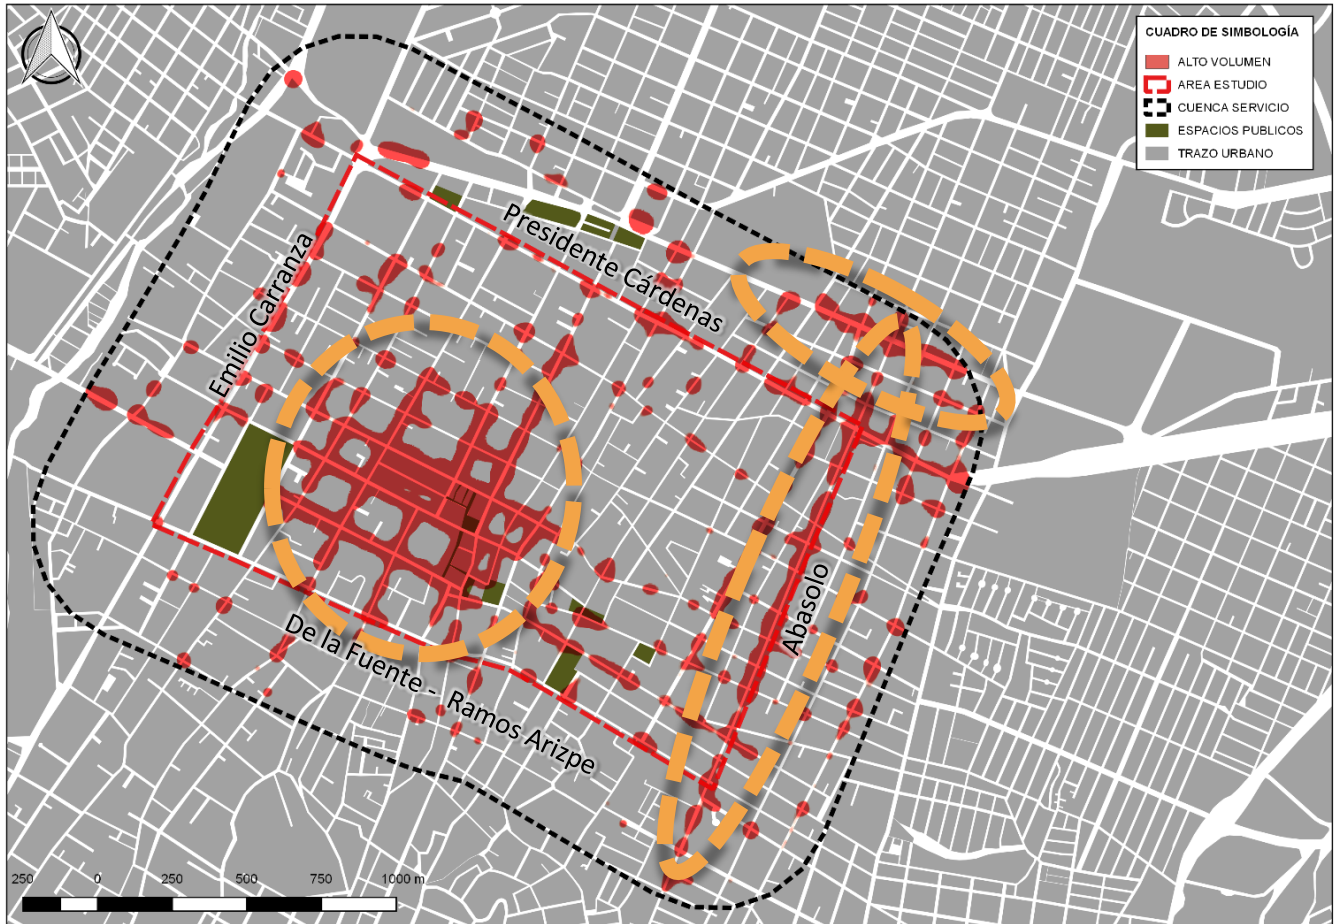 CUADRO DE SIMBOLOGÍA
ALTO VOLUMEN
AREA ESTUDIO
CUENCA SERVICIO
ESPACIOS PUBLICOS
TRAZO URBANO
Presidente Cárdenas
Emilio Carranza
Abasolo
De la Fuente - Ramos Arizpe
250 0 250 500 750 1000 m